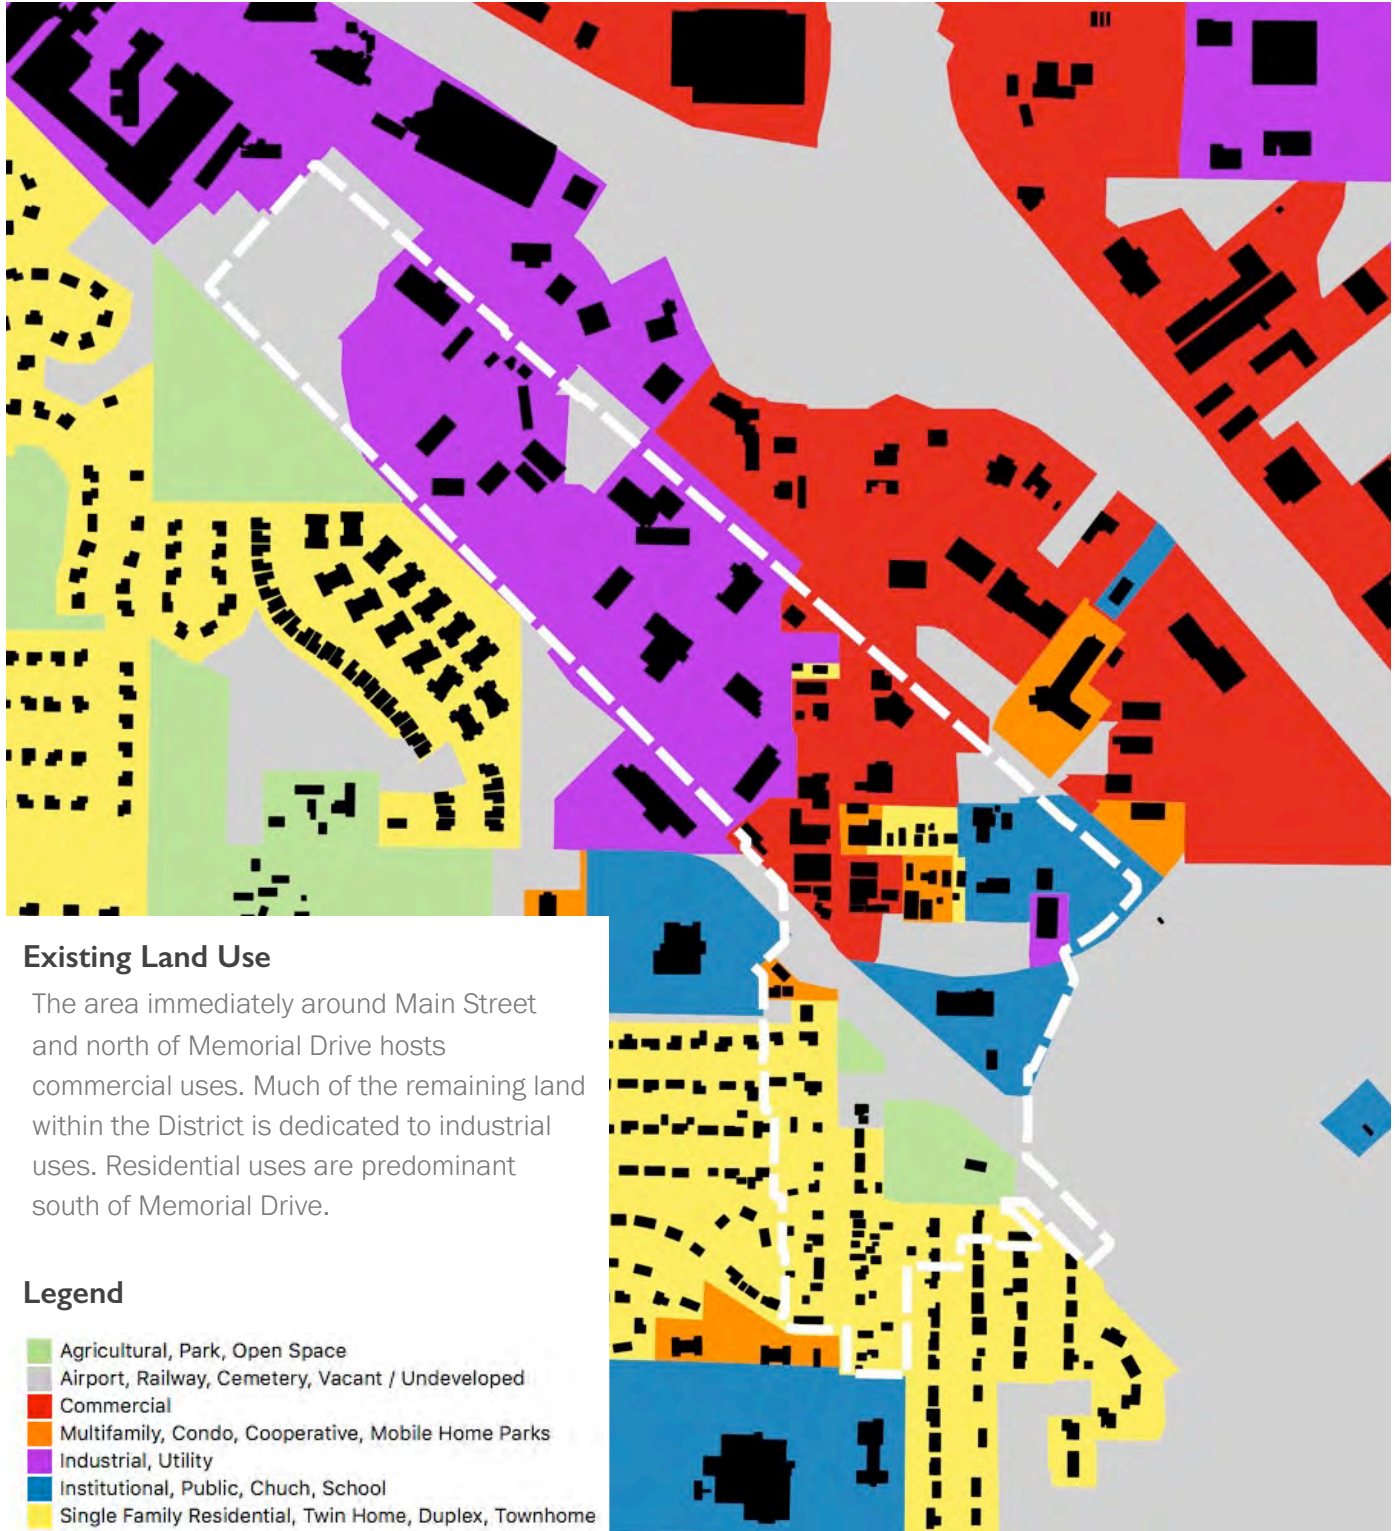 Existing Land Use
The area immediately around Main Street
and north of Memorial Drive hosts
commercial uses. Much of the remaining land
within the District is dedicated to industrial
uses. Residential uses are predominant
south of Memorial Drive.
Legend
Agricultural, Park, Open Space
Airport, Railway, Cemetery, Vacant / Undeveloped
Commercial
Multifamily, Condo, Cooperative, Mobile Home Parks
Industrial, Utility
Institutional, Public, Chuch, School
Single Family Residential, Twin Home, Duplex, Townhome